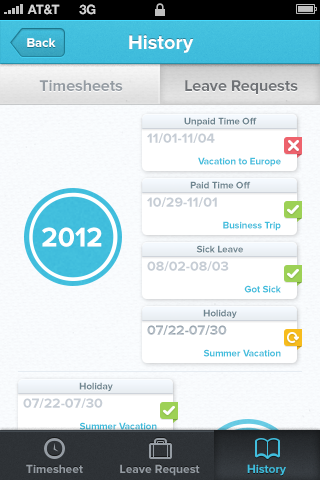 AT&T 3G
Back
History
Timesheets
Leave Requests
Unpaid Time Off
11/01-11/04
Vacation to Europe
Paid Time Off
10/29-11/01
Business Trip
2012
Sick Leave
08/02-08/03
Got Sick
Holiday
07/22-07/30
Summer Vacation
Holiday
07/22-07/30
Summer Vacation
Timesheet
Leave Request
History